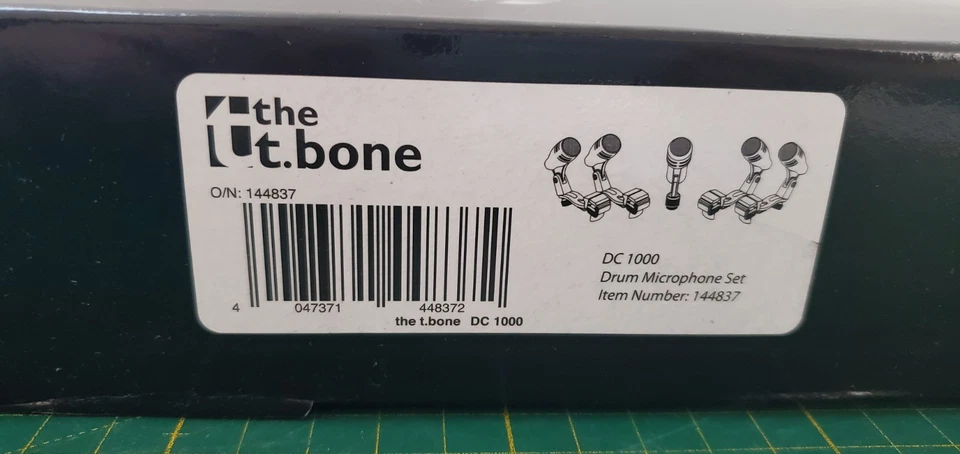 the
t.bone
O/N: 144837
4 047371 448372
the t.bone DC 1000
DC 1000
Drum Microphone Set
Item Number: 144837